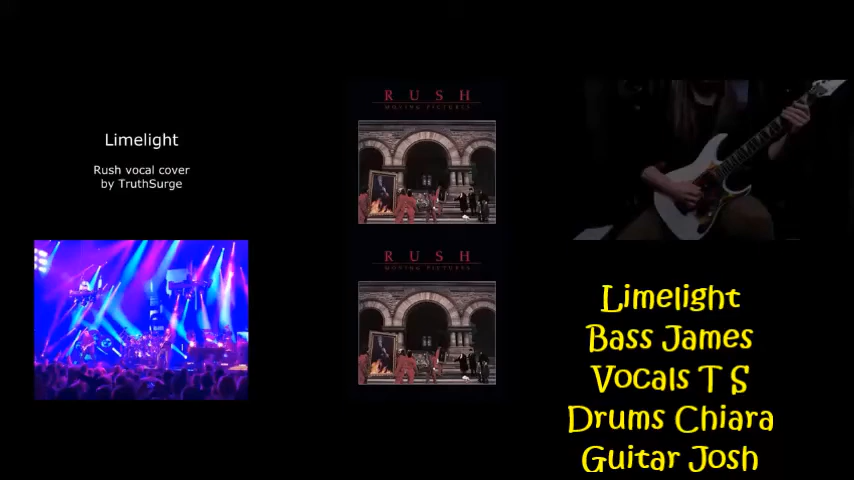 Limelight
Rush vocal cover
by TruthSurge
RUSH
MOVING PICTURES
RUSH
MOVING PICTURES
Limelight
Bass James
Vocals T S
Drums Chiara
Guitar Josh